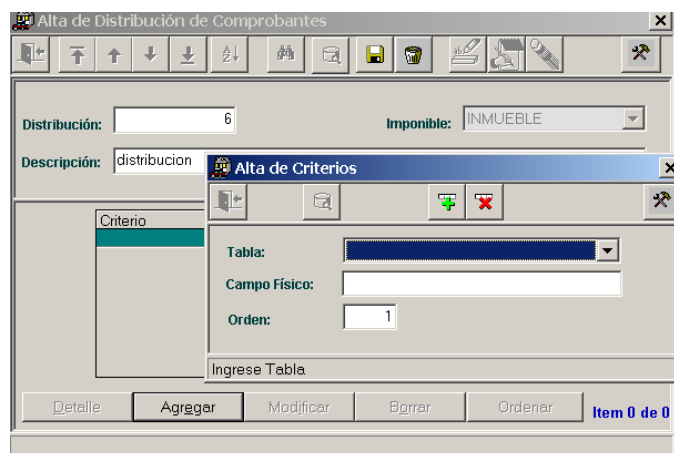 Alta de Distribución de Comprobantes
Distribución: 6
Imponible: INMUEBLE
Descripción: distribucion
Alta de Criterios
Criterio
Tabla:
Campo Físico:
Orden: 1
Ingrese Tabla
Detalle Agregar Modificar Borrar Ordenar Item 0 de 0